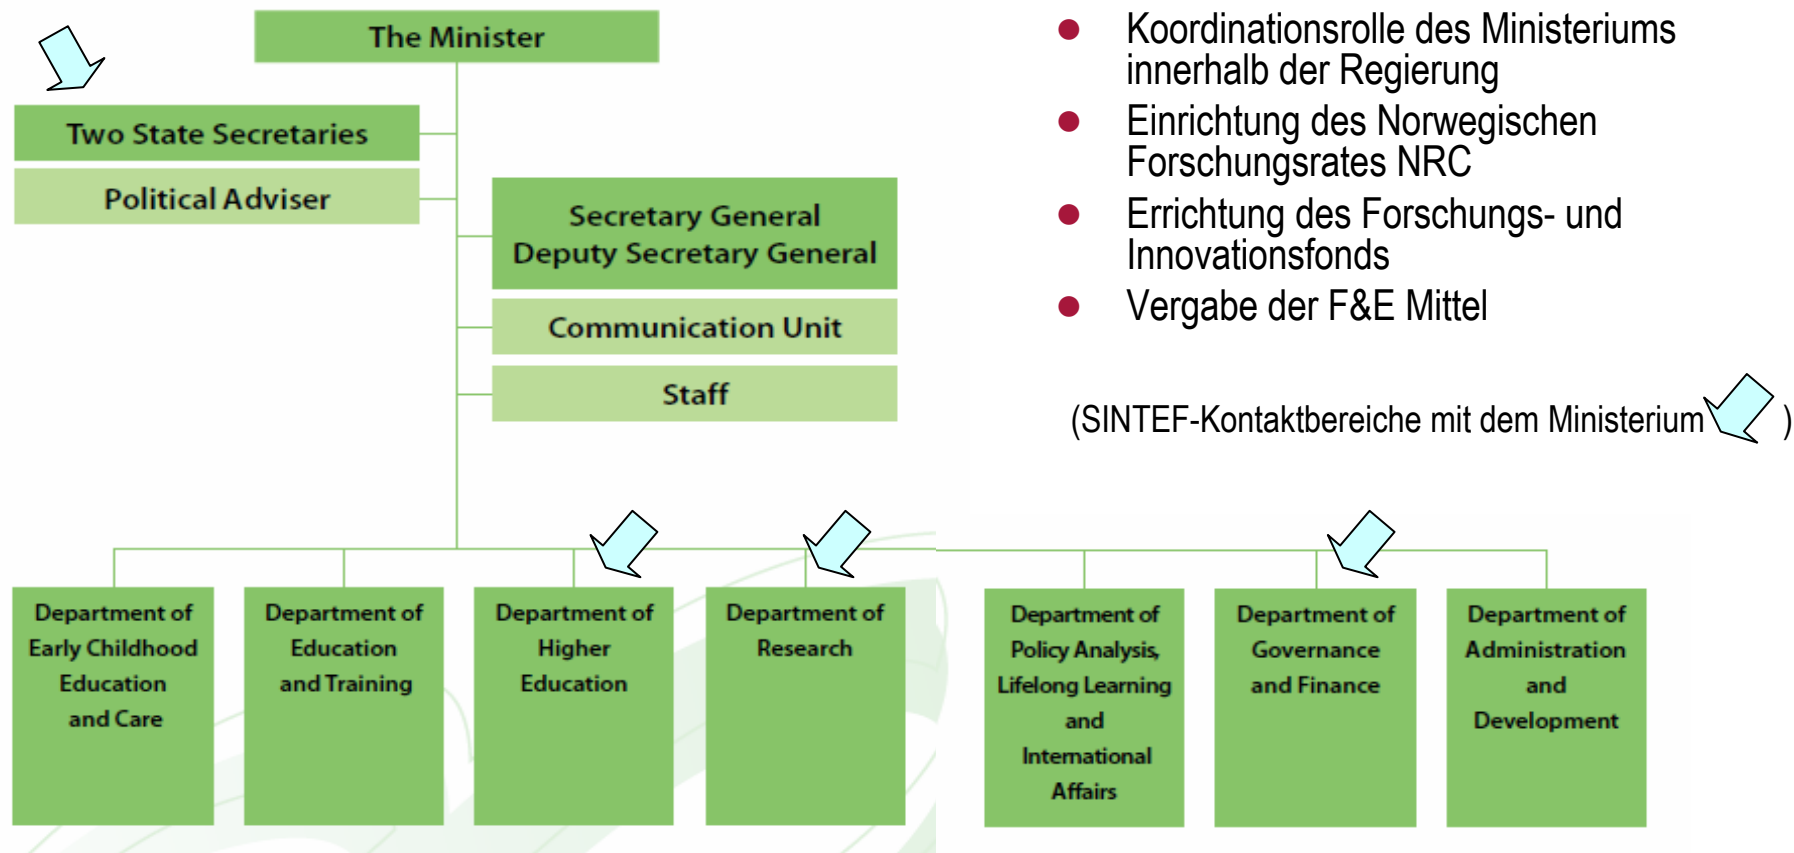 The Minister
Two State Secretaries
Political Adviser
Secretary General
Deputy Secretary General
Communication Unit
Staff
● Koordinationsrolle des Ministeriums
innerhalb der Regierung
● Einrichtung des Norwegischen
Forschungsrates NRC
● Errichtung des Forschungs- und
Innovationsfonds
● Vergabe der F&E Mittel
(SINTEF-Kontaktbereiche mit dem Ministerium )
Department of
Early Childhood
Education
and Care
Department of
Education
and Training
Department of
Higher
Education
Department of
Research
Department of
Policy Analysis,
Lifelong Learning
and
International
Affairs
Department of
Governance
and Finance
Department of
Administration
and
Development